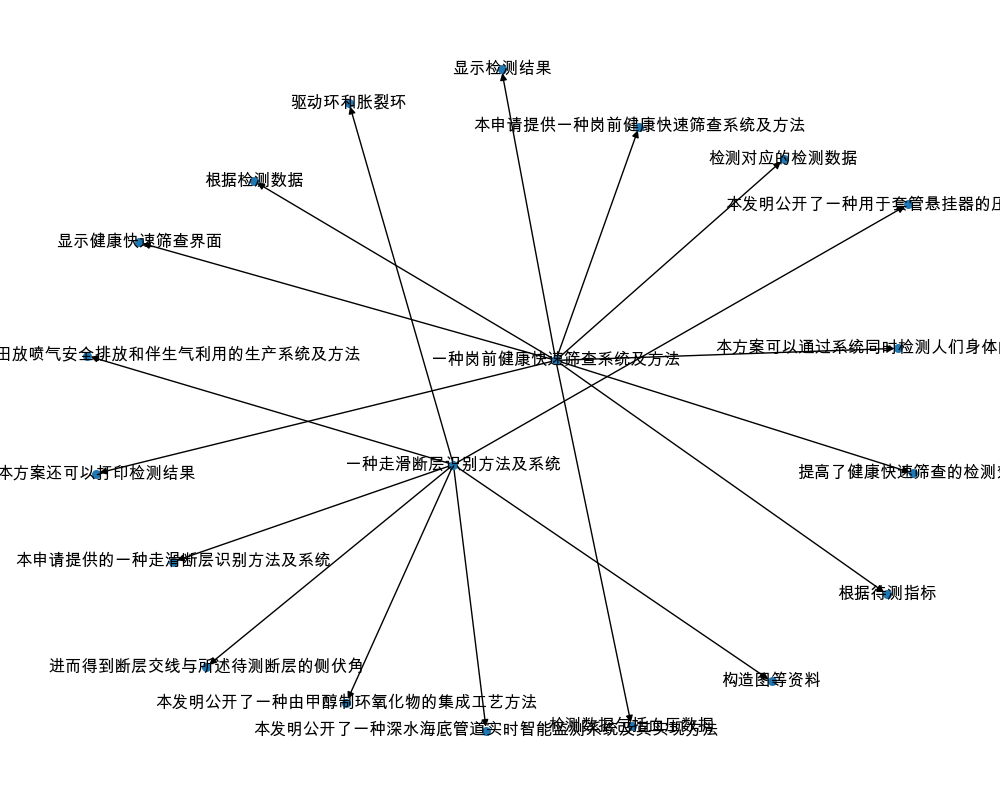 显示检测结果
驱动环和胀裂环
本申请提供一种岗前健康快速筛查系统及方法
检测对应的检测数据
根据检测数据
本发明公开了一种用于套管悬挂器的压
显示健康快速筛查界面
本方案可以通过系统同时检测人们身体
田放喷气安全排放和伴生气利用的生产系统及方法
一种岗前健康快速筛查系统及方法
一种走滑断层识别方法及系统
本方案还可以打印检测结果
提高了健康快速筛查的检测
本申请提供的一种走滑断层识别方法及系统
根据待测指标
进而得到断层交线与所述待测断层的侧伏角
构造图等资料
本发明公开了一种由甲醇制环氧化物的集成工艺方法
检测数据包括血压数据
本发明公开了一种深水海底管道实时智能监测系统及其实现方法